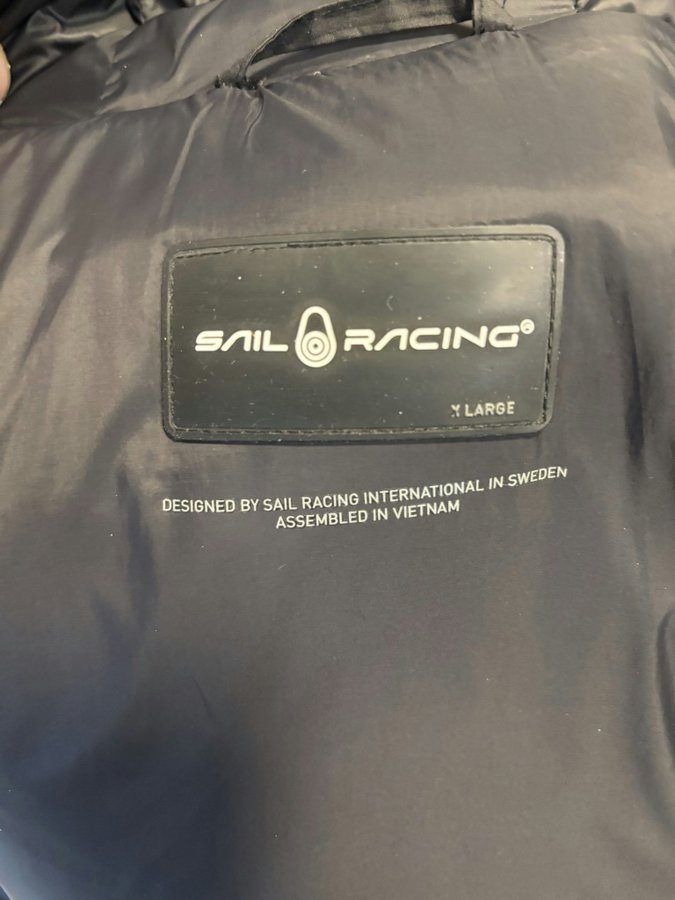 SAIL RACING®
X LARGE
DESIGNED BY SAIL RACING INTERNATIONAL IN SWEDEN
ASSEMBLED IN VIETNAM